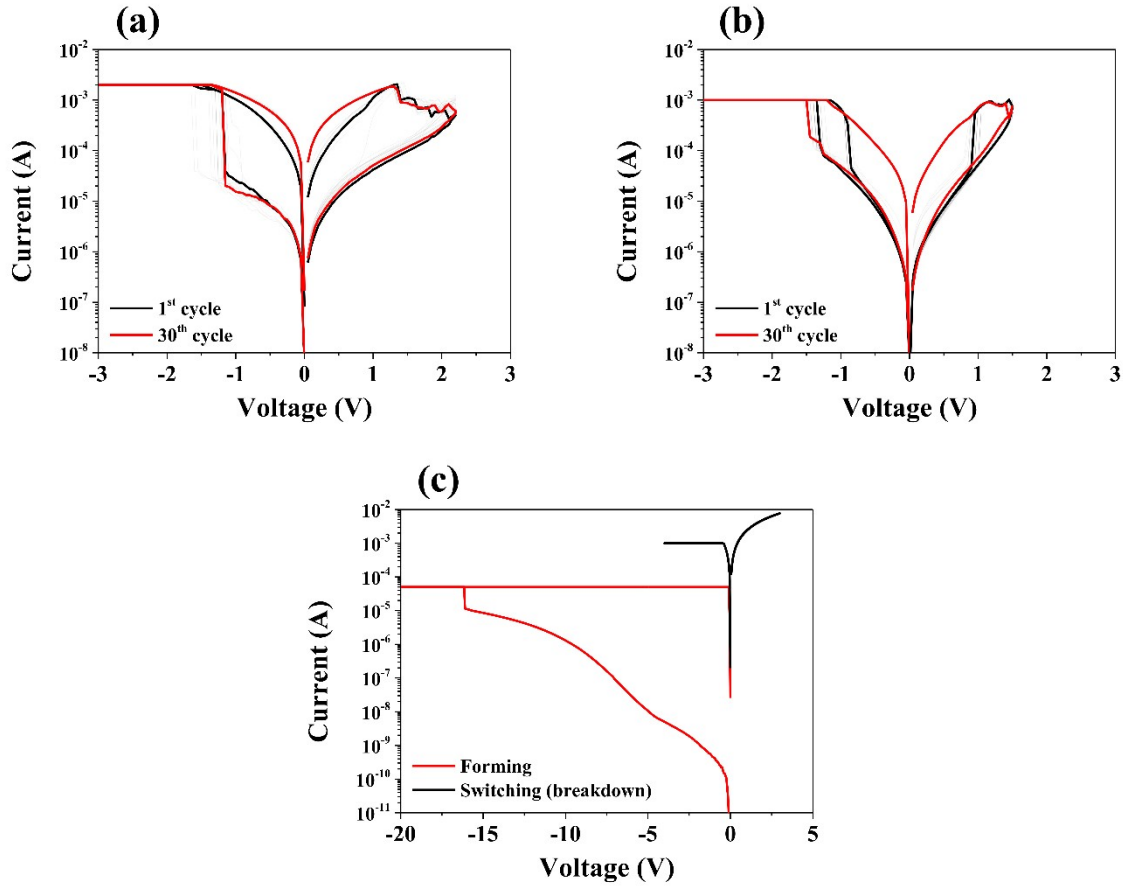 (a)
10⁻²
10⁻³
10⁻⁴
10⁻⁵
10⁻⁶
10⁻⁷
10⁻⁸
Current (A)
1ˢᵗ cycle
30ᵗʰ cycle
-3 -2 -1 0 1 2 3
Voltage (V)
(b)
10⁻²
10⁻³
10⁻⁴
10⁻⁵
10⁻⁶
10⁻⁷
10⁻⁸
Current (A)
1ˢᵗ cycle
30ᵗʰ cycle
-3 -2 -1 0 1 2 3
Voltage (V)
(c)
10⁻²
10⁻³
10⁻⁴
10⁻⁵
10⁻⁶
10⁻⁷
10⁻⁸
10⁻⁹
10⁻¹⁰
10⁻¹¹
Current (A)
Forming
Switching (breakdown)
-20 -15 -10 -5 0 5
Voltage (V)